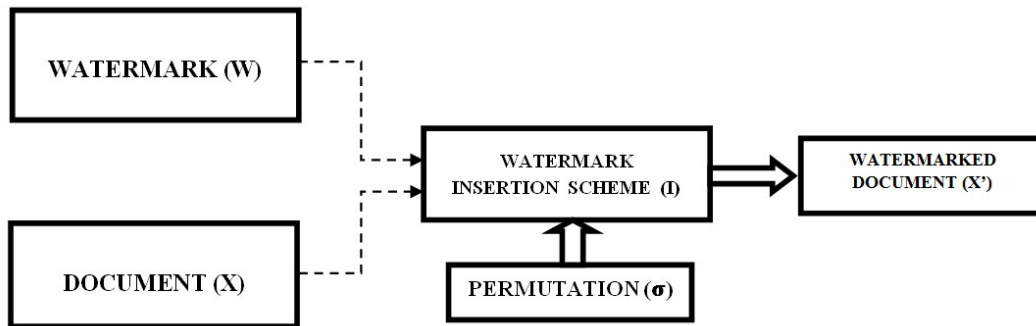 WATERMARK (W)
WATERMARK
INSERTION SCHEME (I)
WATERMARKED
DOCUMENT (X’)
DOCUMENT (X)
PERMUTATION (σ)